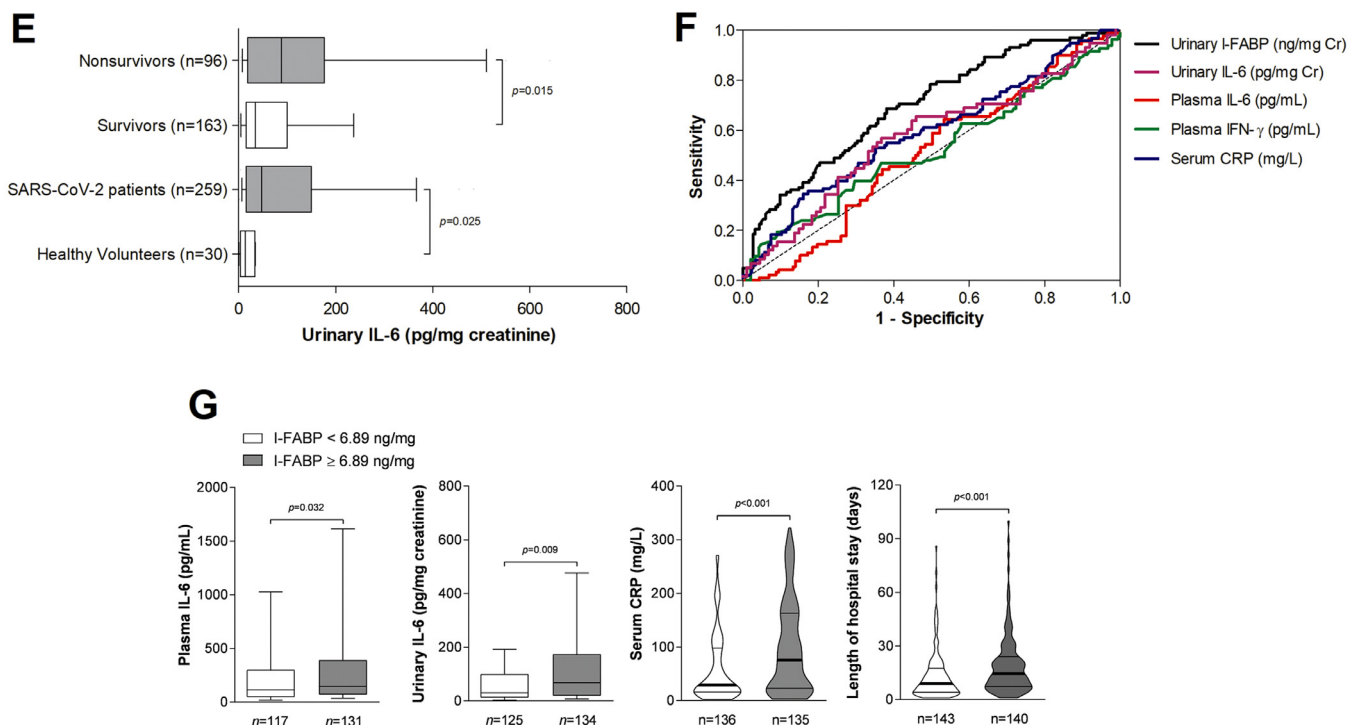 E
Nonsurvivors (n=96)
Survivors (n=163)
SARS-CoV-2 patients (n=259)
Healthy Volunteers (n=30)
p=0.015
p=0.025
0 200 400 600 800
Urinary IL-6 (pg/mg creatinine)
F
Sensitivity
1.0
0.8
0.6
0.4
0.2
0.0
0.0 0.2 0.4 0.6 0.8 1.0
1 - Specificity
Urinary I-FABP (ng/mg Cr)
Urinary IL-6 (pg/mg Cr)
Plasma IL-6 (pg/mL)
Plasma IFN-γ (pg/mL)
Serum CRP (mg/L)
G
I-FABP < 6.89 ng/mg
I-FABP ≥ 6.89 ng/mg
Plasma IL-6 (pg/mL)
2000
1500
1000
500
0
p=0.032
n=117 n=131
Urinary IL-6 (pg/mg creatinine)
800
600
400
200
0
p=0.009
n=125 n=134
Serum CRP (mg/L)
400
300
200
100
0
p<0.001
n=136 n=135
Length of hospital stay (days)
120
90
60
30
0
p<0.001
n=143 n=140